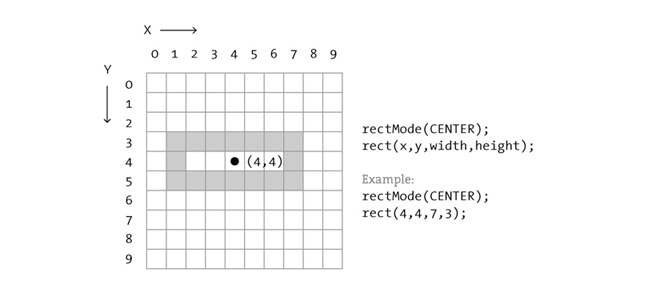 X
0 1 2 3 4 5 6 7 8 9
Y
0
1
2
3
4 (4,4)
5
6
7
8
9
rectMode(CENTER);
rect(x,y,width,height);
Example:
rectMode(CENTER);
rect(4,4,7,3);